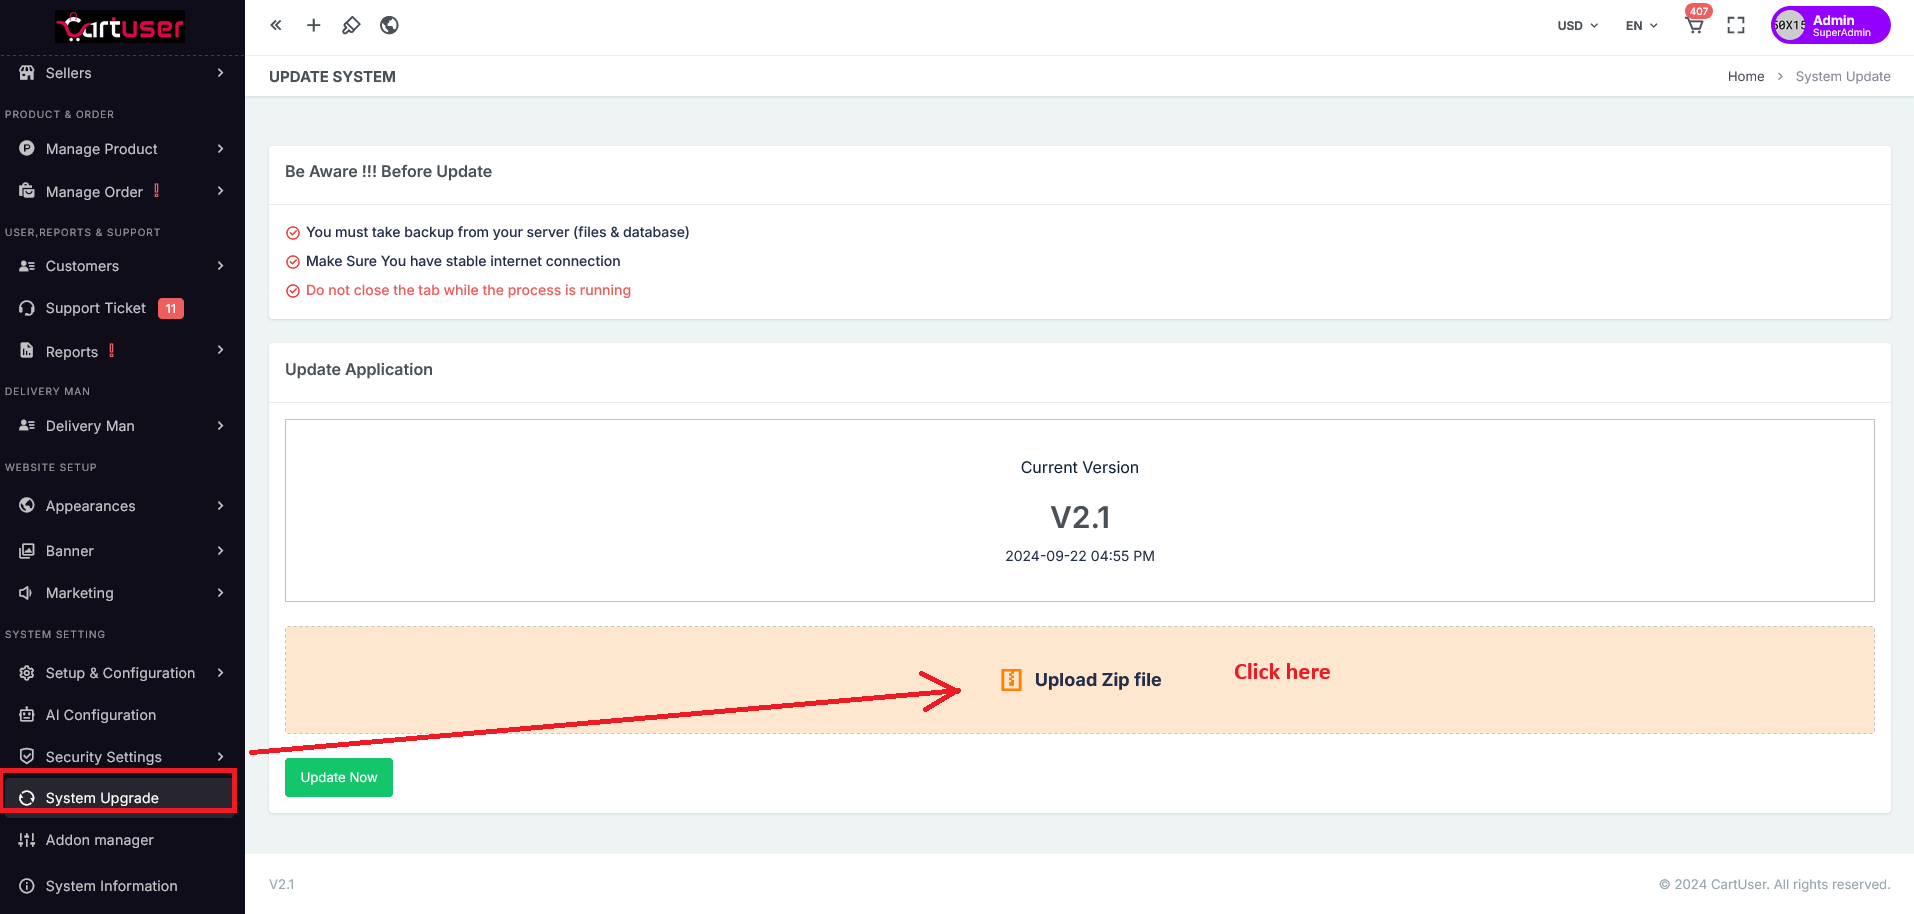 CartUser
Sellers
PRODUCT & ORDER
Manage Product
Manage Order
USER,REPORTS & SUPPORT
Customers
Support Ticket 11
Reports
DELIVERY MAN
Delivery Man
WEBSITE SETUP
Appearances
Banner
Marketing
SYSTEM SETTING
Setup & Configuration
AI Configuration
Security Settings
System Upgrade
Addon manager
System Information
USD
EN
407
50X15
Admin
SuperAdmin
UPDATE SYSTEM
Home > System Update
Be Aware !!! Before Update
You must take backup from your server (files & database)
Make Sure You have stable internet connection
Do not close the tab while the process is running
Update Application
Current Version
V2.1
2024-09-22 04:55 PM
Upload Zip file
Click here
Update Now
V2.1
© 2024 CartUser. All rights reserved.